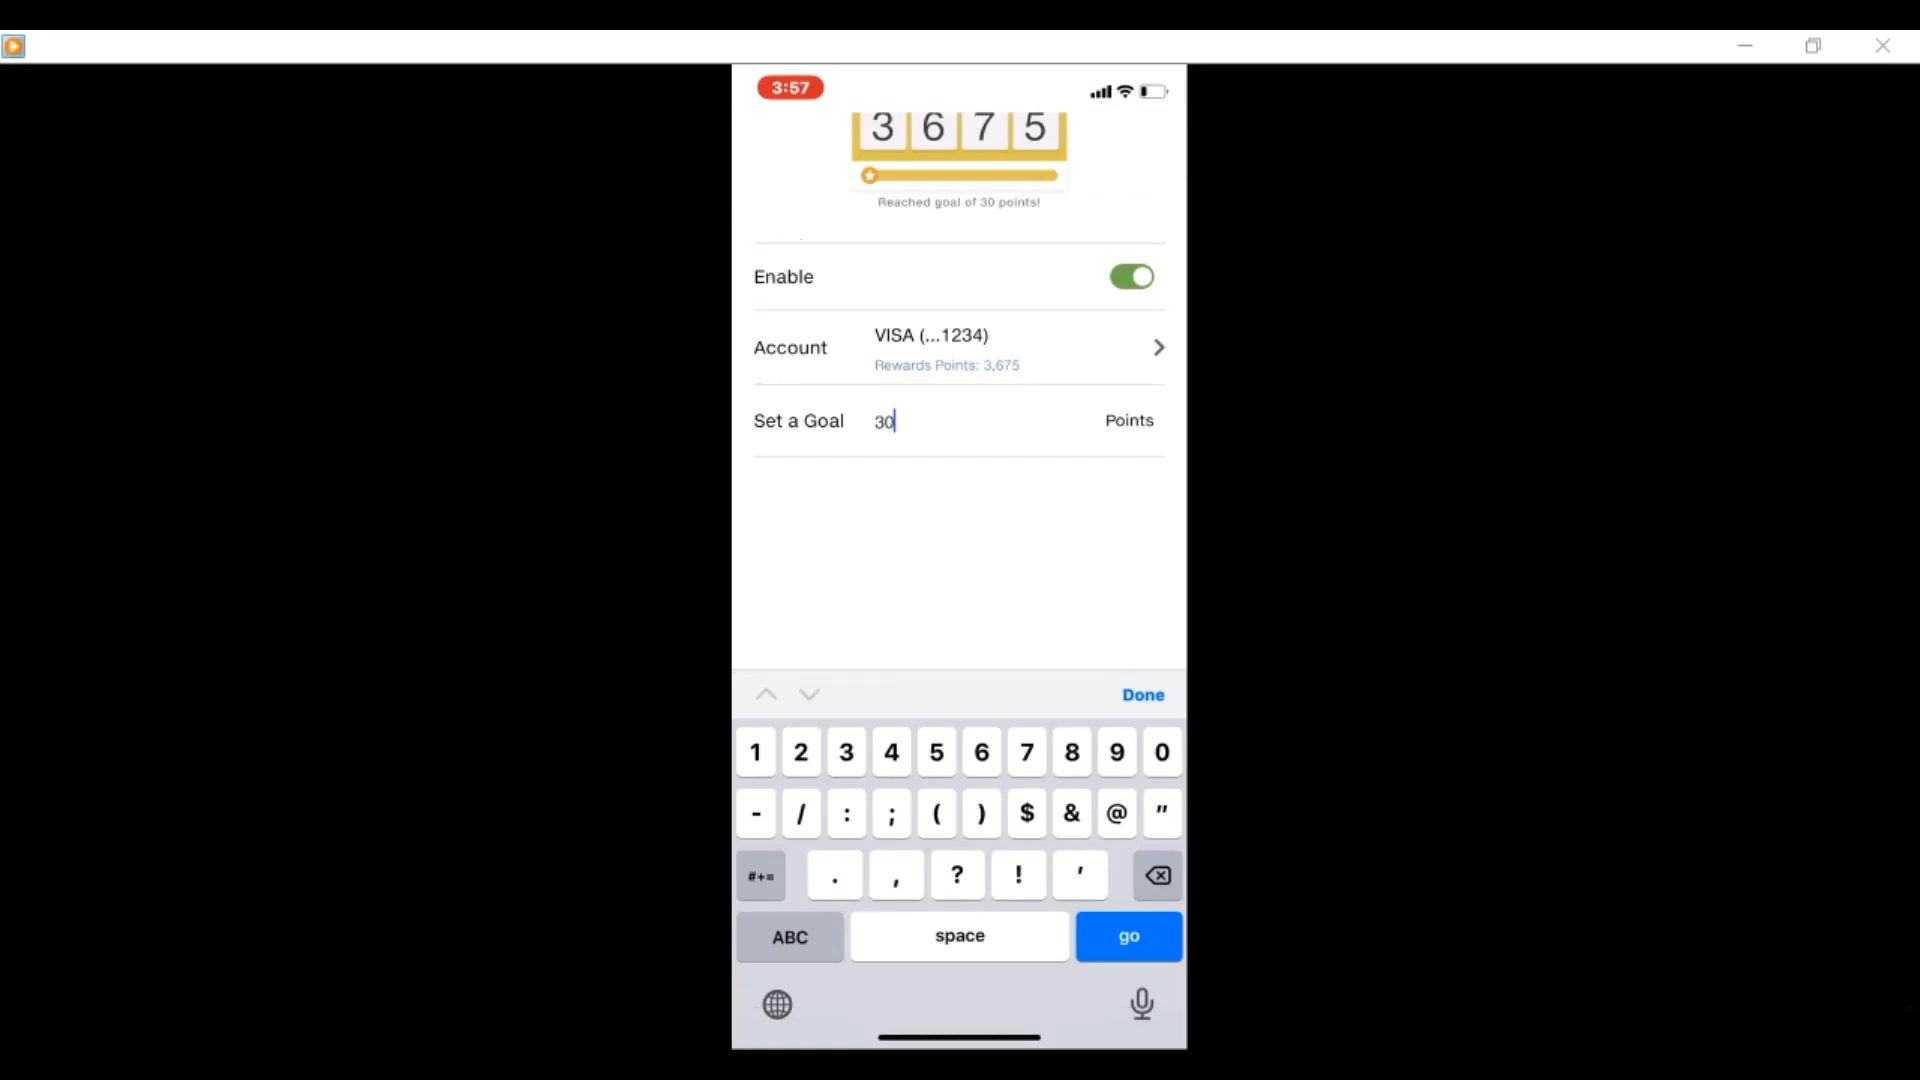 3:57
3 6 7 5
Reached goal of 30 points!
Enable
Account
VISA (...1234)
Rewards Points: 3,675
Set a Goal 30 Points
Done
1 2 3 4 5 6 7 8 9 0
- / : ; ( ) $ & @ "
#+= . , ? ! '
ABC space go